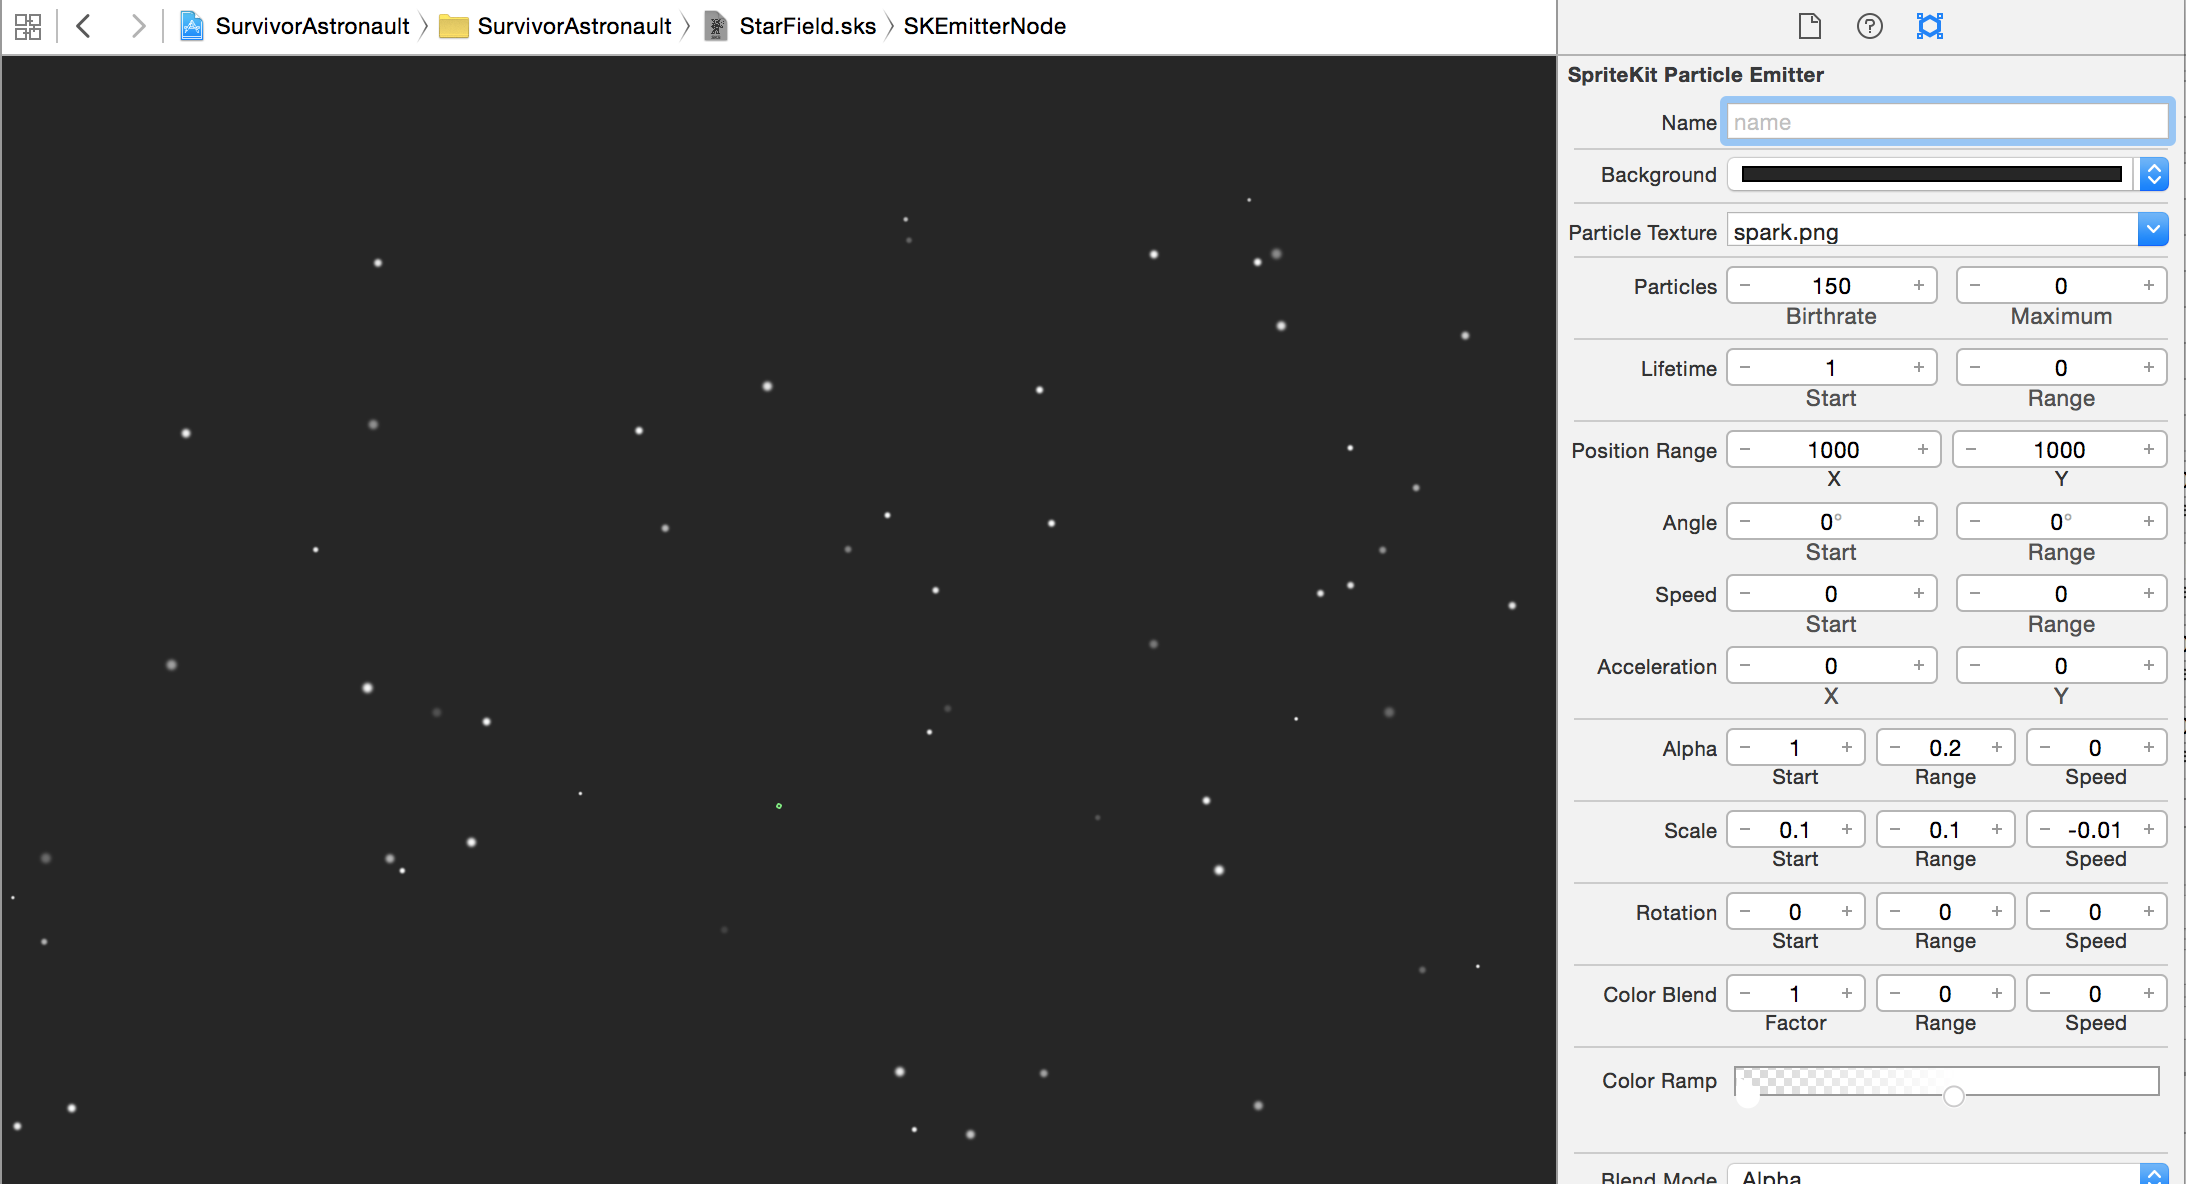 SurvivorAstronault SurvivorAstronault StarField.sks SKEmitterNode
SpriteKit Particle Emitter
Name name
Background
Particle Texture spark.png
Particles − 150 + − 0 +
Birthrate Maximum
Lifetime − 1 + − 0 +
Start Range
Position Range − 1000 + − 1000 +
X Y
Angle − 0° + − 0° +
Start Range
Speed − 0 + − 0 +
Start Range
Acceleration − 0 + − 0 +
X Y
Alpha − 1 + − 0.2 + − 0 +
Start Range Speed
Scale − 0.1 + − 0.1 + − -0.01 +
Start Range Speed
Rotation − 0 + − 0 + − 0 +
Start Range Speed
Color Blend − 1 + − 0 + − 0 +
Factor Range Speed
Color Ramp
Blend Mode Alpha